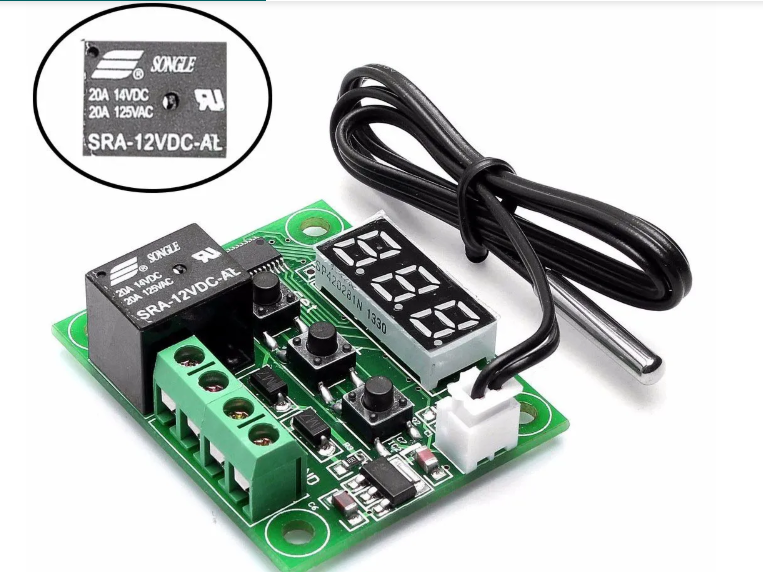 SONGLE
®
20A 14VDC
20A 125VAC
SRA-12VDC-AL
SONGLE
®
20A 14VDC
20A 125VAC
SRA-12VDC-AL